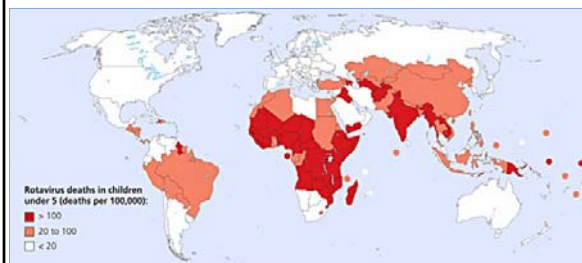 Rotavirus deaths in children
under 5 (deaths per 100,000):
> 100
20 to 100
< 20